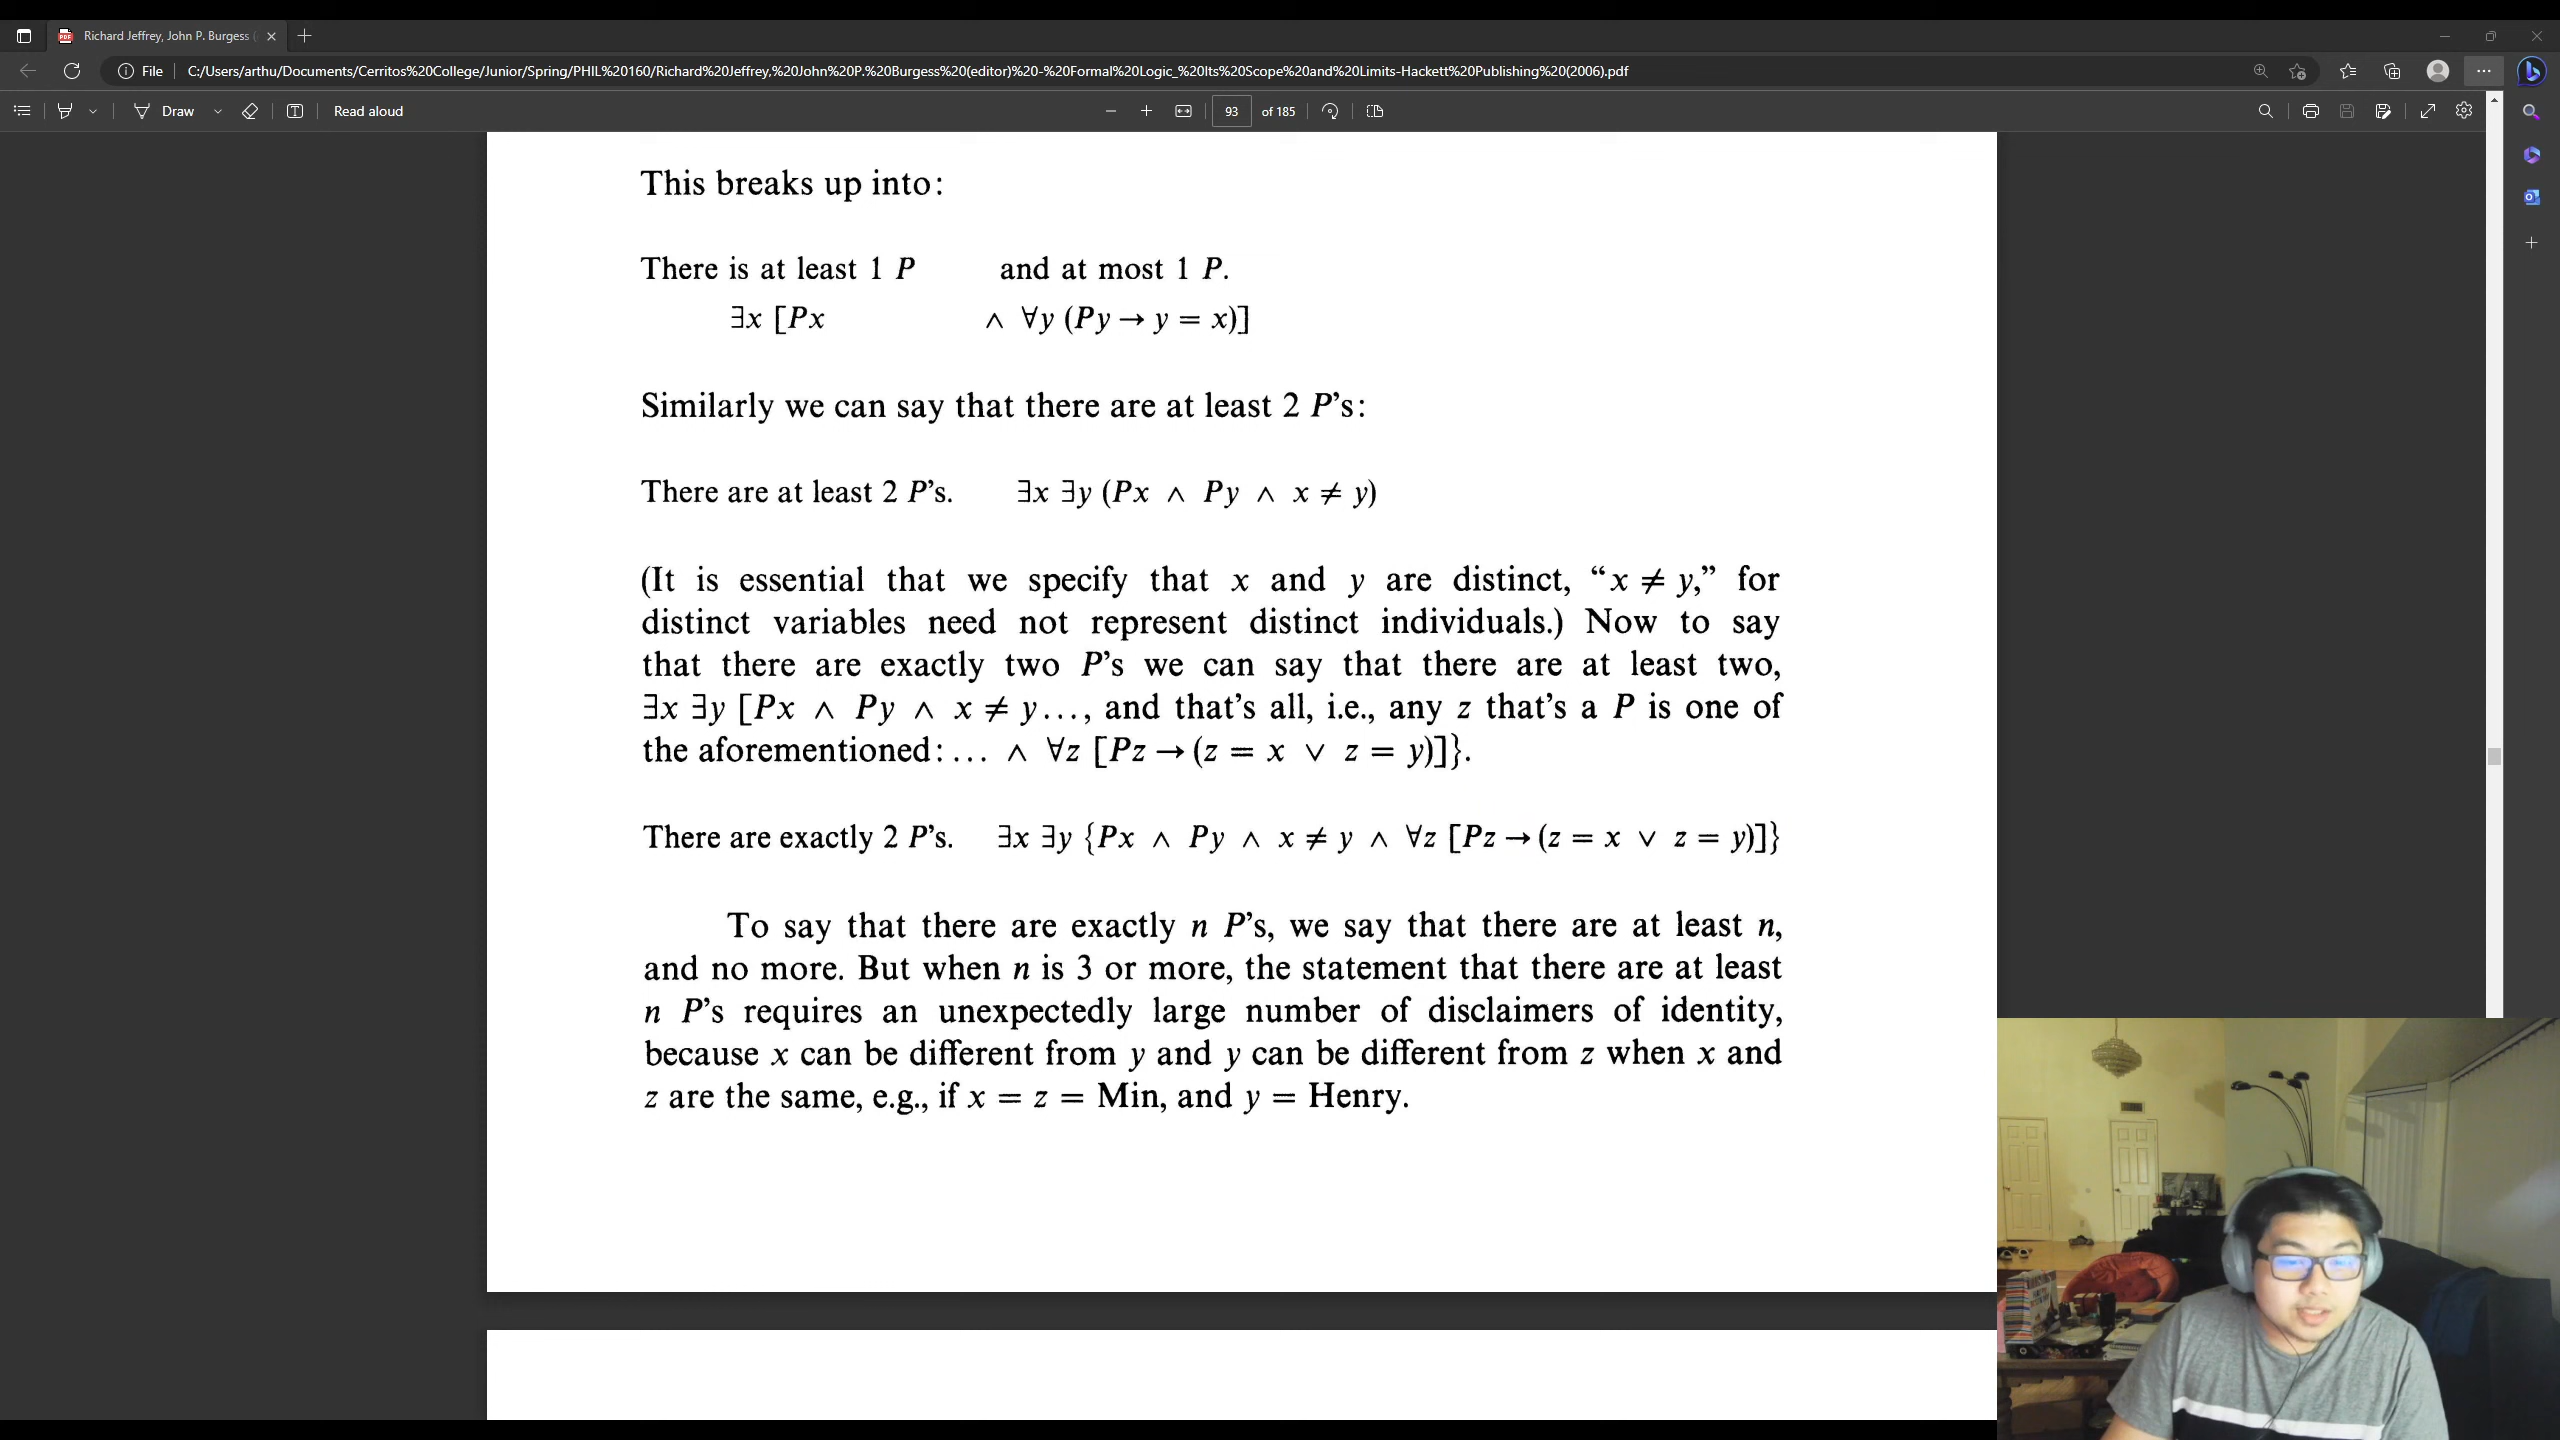 Richard Jeffrey, John P. Burgess (
File
C:/Users/arthu/Documents/Cerritos%20College/Junior/Spring/PHIL%20160/Richard%20Jeffrey,%20John%20P.%20Burgess%20(editor)%20-%20Formal%20Logic_%20Its%20Scope%20and%20Limits-Hackett%20Publishing%20(2006).pdf
Draw
Read aloud
93 of 185
This breaks up into:
There is at least 1 P and at most 1 P.
∃x [Px ∧ ∀y (Py → y = x)]
Similarly we can say that there are at least 2 P's:
There are at least 2 P's. ∃x ∃y (Px ∧ Py ∧ x ≠ y)
(It is essential that we specify that x and y are distinct, “x ≠ y,” for
distinct variables need not represent distinct individuals.) Now to say
that there are exactly two P's we can say that there are at least two,
∃x ∃y [Px ∧ Py ∧ x ≠ y..., and that's all, i.e., any z that's a P is one of
the aforementioned: ... ∧ ∀z [Pz → (z = x ∨ z = y)]}.
There are exactly 2 P's. ∃x ∃y {Px ∧ Py ∧ x ≠ y ∧ ∀z [Pz → (z = x ∨ z = y)]}
To say that there are exactly n P's, we say that there are at least n,
and no more. But when n is 3 or more, the statement that there are at least
n P's requires an unexpectedly large number of disclaimers of identity,
because x can be different from y and y can be different from z when x and
z are the same, e.g., if x = z = Min, and y = Henry.